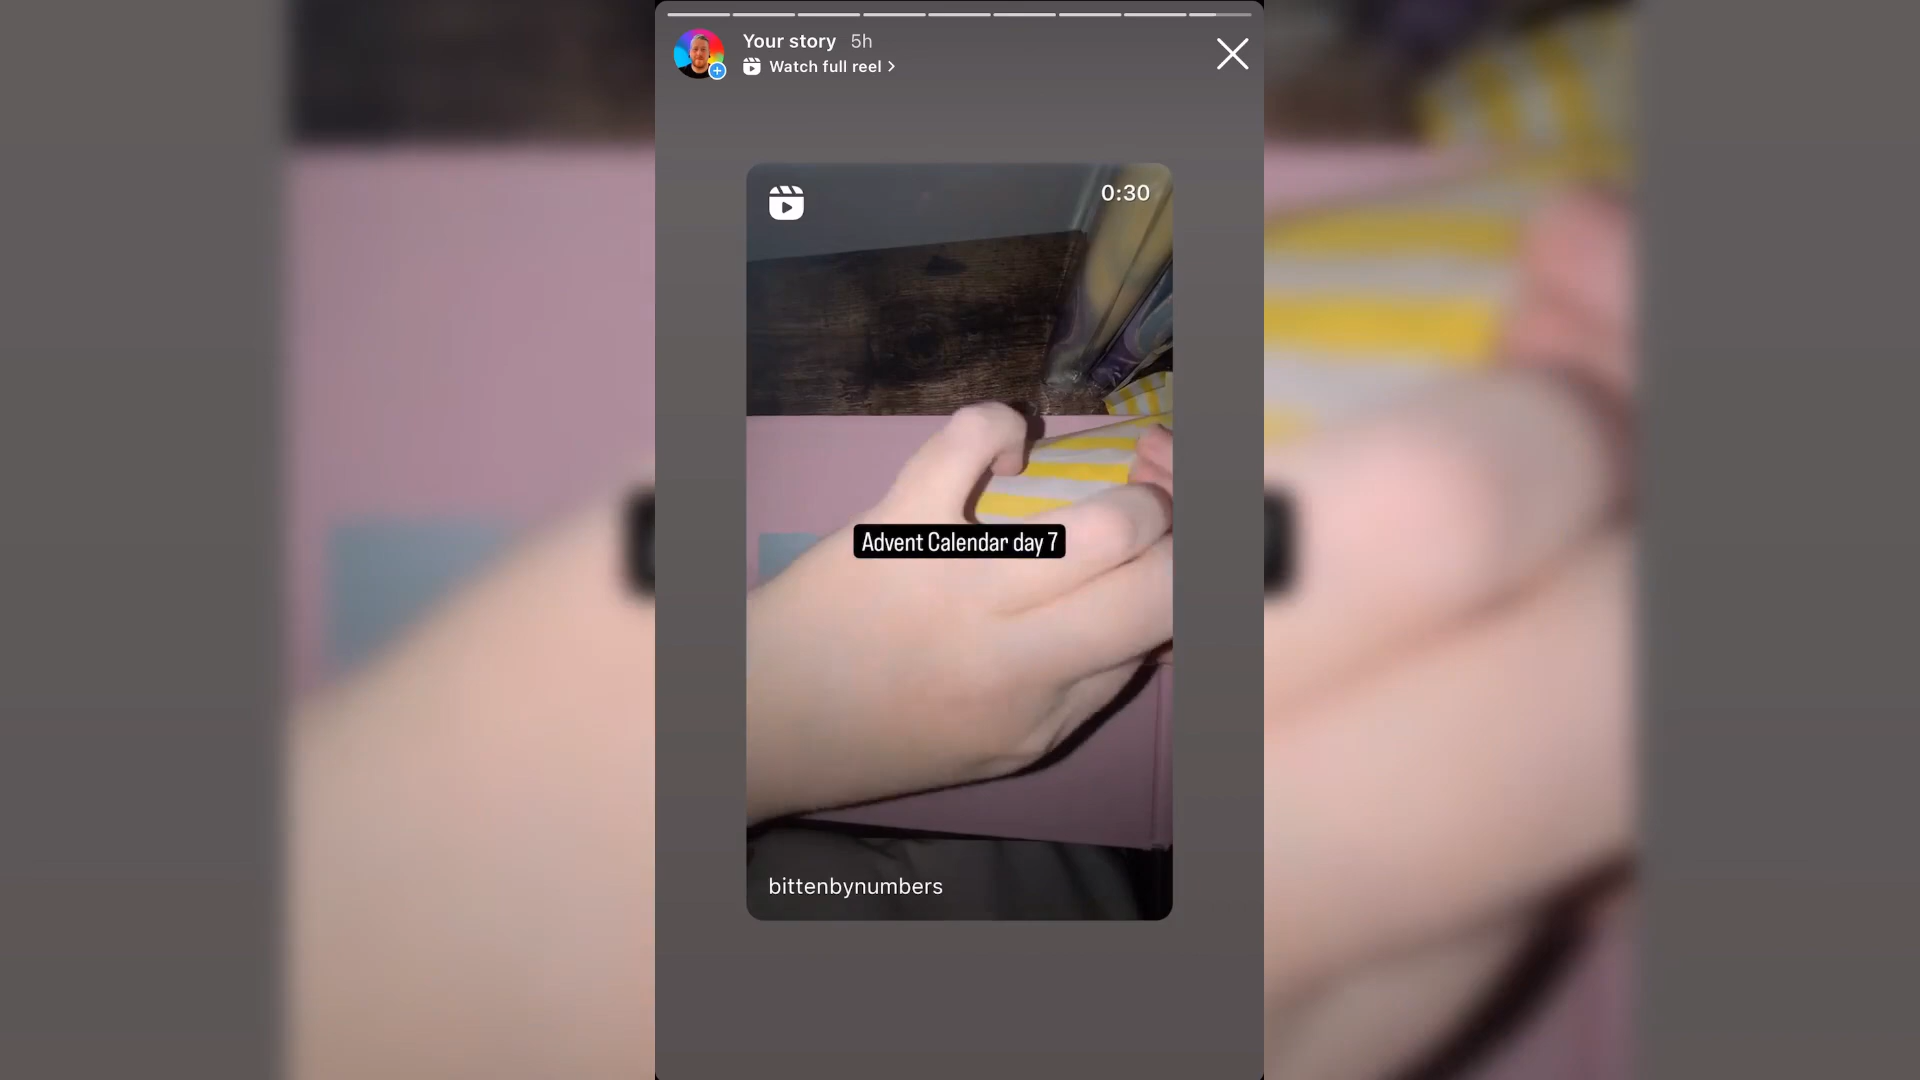 Your story 5h
Watch full reel
0:30
Advent Calendar day 7
bittenbynumbers